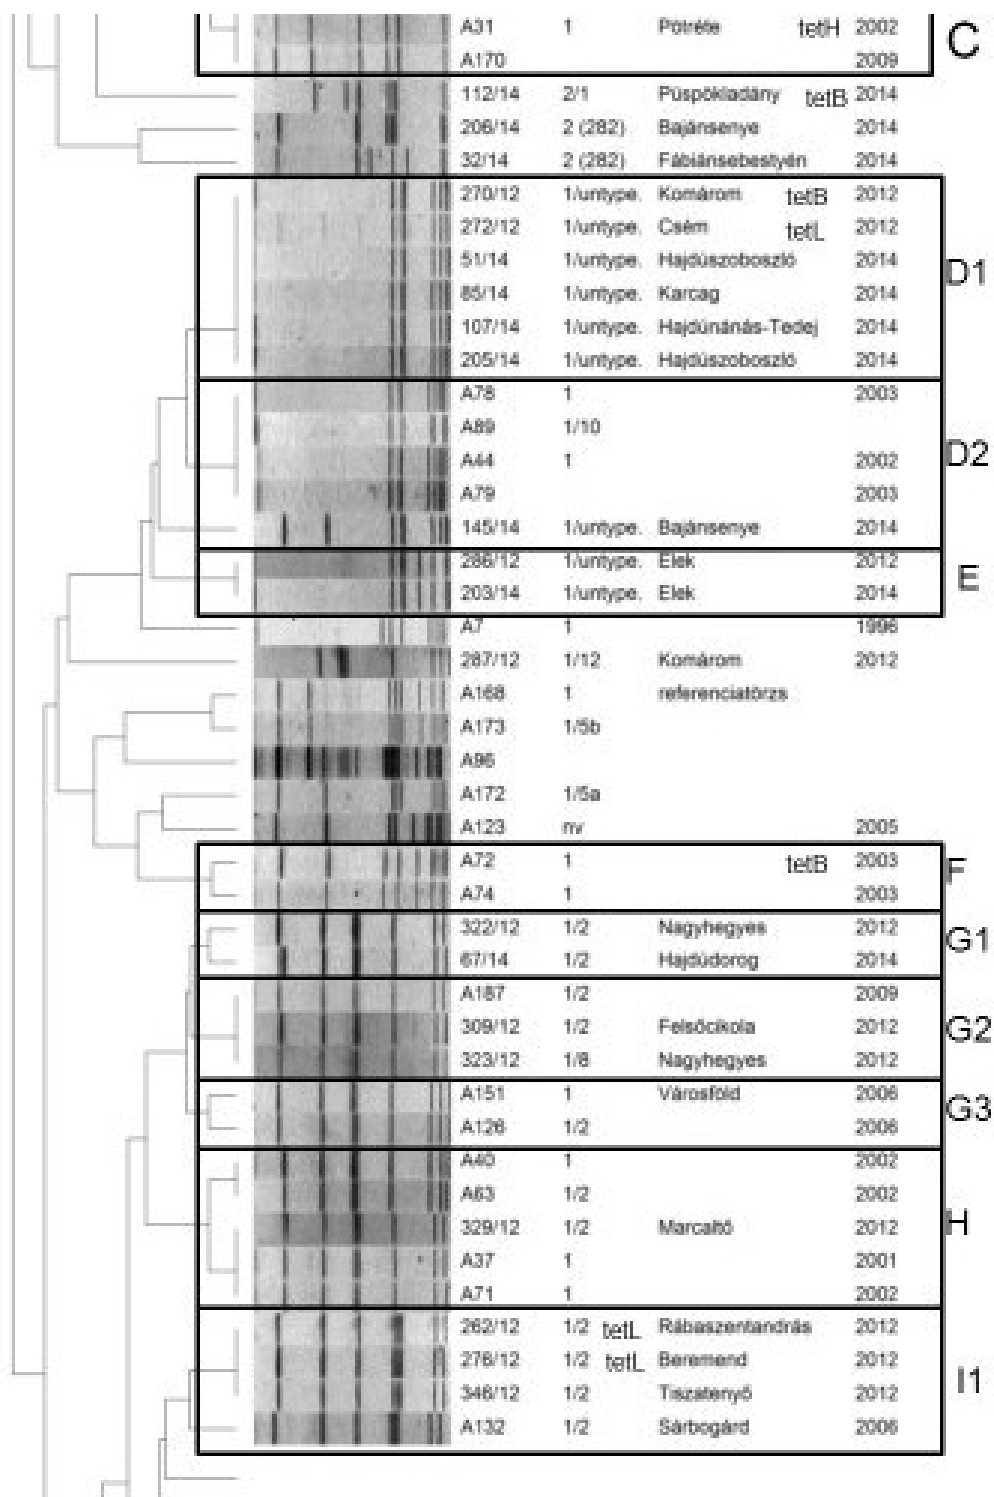 A31 1 Pötréte tetH 2002 C
A170 2009
112/14 2/1 Püspökladány tetB 2014
206/14 2 (282) Bajánsenye 2014
32/14 2 (282) Fábiánsebestyén 2014
270/12 1/untype. Komárom tetB 2012
272/12 1/untype. Csém tetL 2012
51/14 1/untype. Hajdúszoboszló 2014
D1
85/14 1/untype. Karcag 2014
107/14 1/untype. Hajdúnánás-Tedej 2014
205/14 1/untype. Hajdúszoboszló 2014
A78 1 2003
A89 1/10
D2
A44 1 2002
A79 2003
145/14 1/untype. Bajánsenye 2014
286/12 1/untype. Elek 2012
E
203/14 1/untype. Elek 2014
A7 1 1996
287/12 1/12 Komárom 2012
A168 1 referenciatörzs
A173 1/5b
A96
A172 1/5a
A123 nv 2005
A72 1 tetB 2003 F
A74 1 2003
322/12 1/2 Nagyhegyes 2012
G1
67/14 1/2 Hajdúdorog 2014
A187 1/2 2009
309/12 1/2 Felsőcikola 2012 G2
323/12 1/8 Nagyhegyes 2012
A151 1 Városföld 2006
G3
A126 1/2 2006
A40 1 2002
A63 1/2 2002
329/12 1/2 Marcaltő 2012 H
A37 1 2001
A71 1 2002
262/12 1/2 tetL Rábaszentandrás 2012
276/12 1/2 tetL Beremend 2012
I1
346/12 1/2 Tiszatenyő 2012
A132 1/2 Sárbogárd 2006